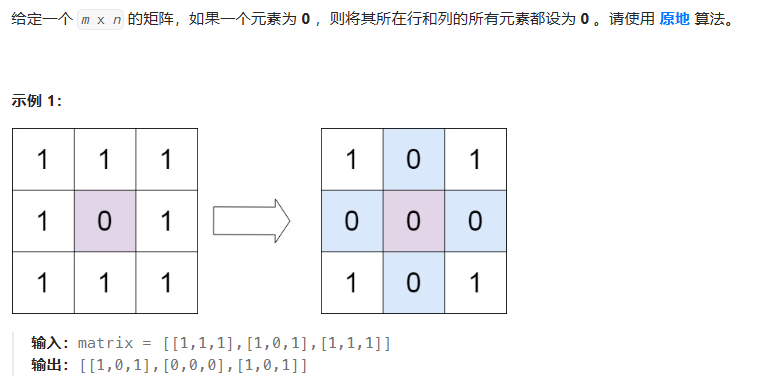 给定一个 m x n 的矩阵，如果一个元素为 0 ，则将其所在行和列的所有元素都设为 0 。请使用 原地 算法。
示例 1：
1 1 1 1 0 1
1 0 1 0 0 0
1 1 1 1 0 1
输入：matrix = [[1,1,1],[1,0,1],[1,1,1]]
输出：[[1,0,1],[0,0,0],[1,0,1]]